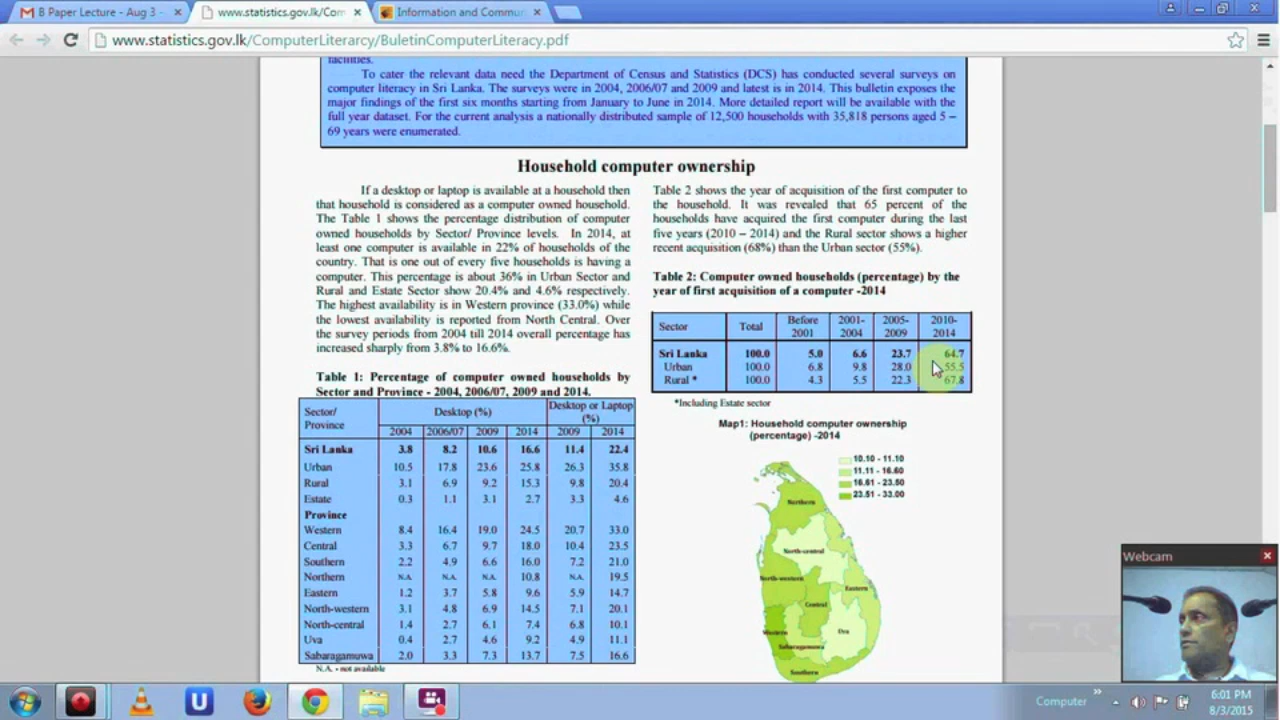 B Paper Lecture - Aug 3 -
www.statistics.gov.lk/Com
Information and Commun
www.statistics.gov.lk/ComputerLiterarcy/BuletinComputerLiteracy.pdf
facilities.
To cater the relevant data need the Department of Census and Statistics (DCS) has conducted several surveys on
computer literacy in Sri Lanka. The surveys were in 2004, 2006/07 and 2009 and latest is in 2014. This bulletin exposes the
major findings of the first six months starting from January to June in 2014. More detailed report will be available with the
full year dataset. For the current analysis a nationally distributed sample of 12,500 households with 35,818 persons aged 5 –
69 years were enumerated.
Household computer ownership
If a desktop or laptop is available at a household then
that household is considered as a computer owned household.
The Table 1 shows the percentage distribution of computer
owned households by Sector/ Province levels. In 2014, at
least one computer is available in 22% of households of the
country. That is one out of every five households is having a
computer. This percentage is about 36% in Urban Sector and
Rural and Estate Sector show 20.4% and 4.6% respectively.
The highest availability is in Western province (33.0%) while
the lowest availability is reported from North Central. Over
the survey periods from 2004 till 2014 overall percentage has
increased sharply from 3.8% to 16.6%.
Table 1: Percentage of computer owned households by
Sector and Province - 2004, 2006/07, 2009 and 2014.
Sector/ Province Desktop (%) Desktop or Laptop (%)
2004 2006/07 2009 2014 2009 2014
Sri Lanka 3.8 8.2 10.6 16.6 11.4 22.4
Urban 10.5 17.8 23.6 25.8 26.3 35.8
Rural 3.1 6.9 9.2 15.3 9.8 20.4
Estate 0.3 1.1 3.1 2.7 3.3 4.6
Province
Western 8.4 16.4 19.0 24.5 20.7 33.0
Central 3.3 6.7 9.7 18.0 10.4 23.5
Southern 2.2 4.9 6.6 16.0 7.2 21.0
Northern N.A. N.A. N.A. 10.8 N.A. 19.5
Eastern 1.2 3.7 5.8 9.6 5.9 14.7
North-western 3.1 4.8 6.9 14.5 7.1 20.1
North-central 1.4 2.7 6.1 7.4 6.8 10.1
Uva 0.4 2.7 4.6 9.2 4.9 11.1
Sabaragamuwa 2.0 3.3 7.3 13.7 7.5 16.6
N.A. - not available
Table 2 shows the year of acquisition of the first computer to
the household. It was revealed that 65 percent of the
households have acquired the first computer during the last
five years (2010 – 2014) and the Rural sector shows a higher
recent acquisition (68%) than the Urban sector (55%).
Table 2: Computer owned households (percentage) by the
year of first acquisition of a computer -2014
Sector Total Before 2001 2001- 2004 2005- 2009 2010- 2014
Sri Lanka 100.0 5.0 6.6 23.7 64.7
Urban 100.0 6.8 9.8 28.0 55.5
Rural * 100.0 4.3 5.5 22.3 67.8
*Including Estate sector
Map1: Household computer ownership
(percentage) -2014
10.10 - 11.10
11.11 - 16.60
16.61 - 23.50
23.51 - 33.00
Northern
North-central
North-western
Eastern
Central
Western
Uva
Sabaragamuwa
Southern
Webcam
Computer
6:01 PM
8/3/2015